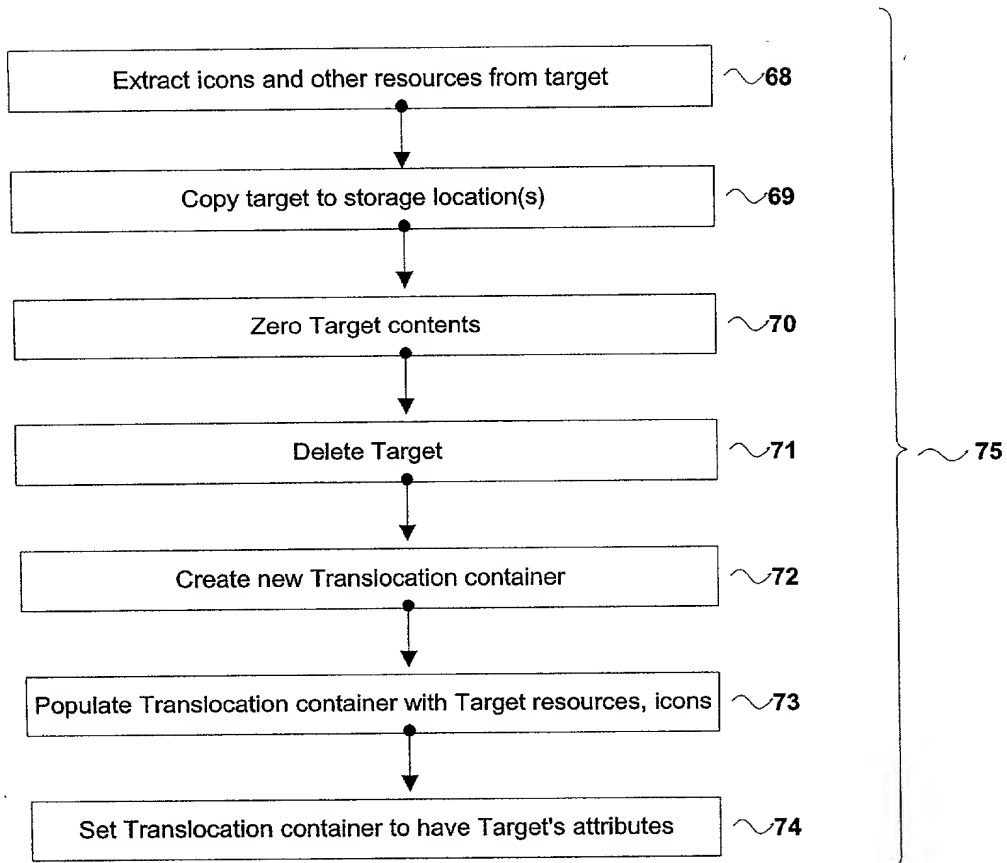 Extract icons and other resources from target 68
Copy target to storage location(s) 69
Zero Target contents 70
Delete Target 71
75
Create new Translocation container 72
Populate Translocation container with Target resources, icons 73
Set Translocation container to have Target's attributes 74